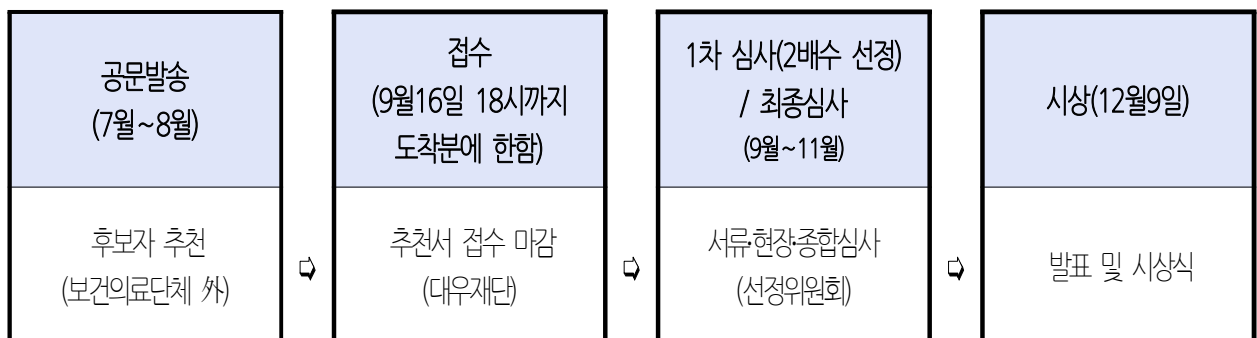 공문발송
(7월~8월)
후보자 추천
(보건의료단체 外)
접수
(9월16일 18시까지
도착분에 한함)
추천서 접수 마감
(대우재단)
1차 심사(2배수 선정)
/ 최종심사
(9월~11월)
서류·현장·종합심사
(선정위원회)
시상(12월9일)
발표 및 시상식